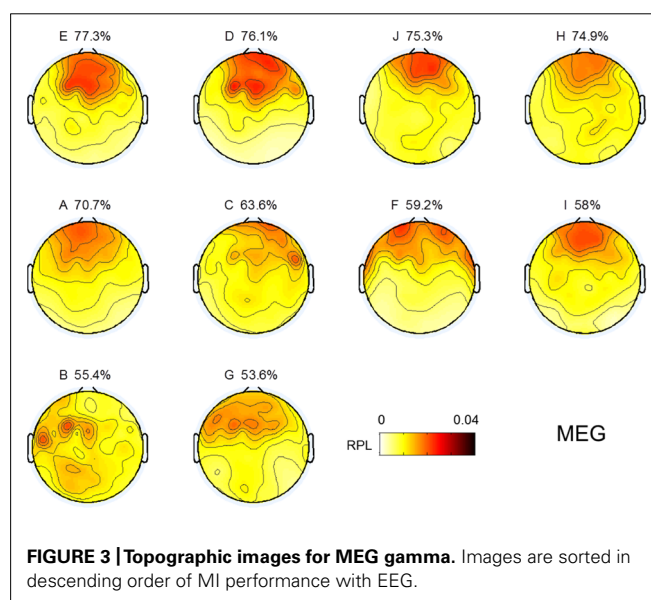 E 77.3%
D 76.1%
J 75.3%
H 74.9%
A 70.7%
C 63.6%
F 59.2%
I 58%
B 55.4%
G 53.6%
0 0.04
RPL
MEG
FIGURE 3 | Topographic images for MEG gamma. Images are sorted in
descending order of MI performance with EEG.